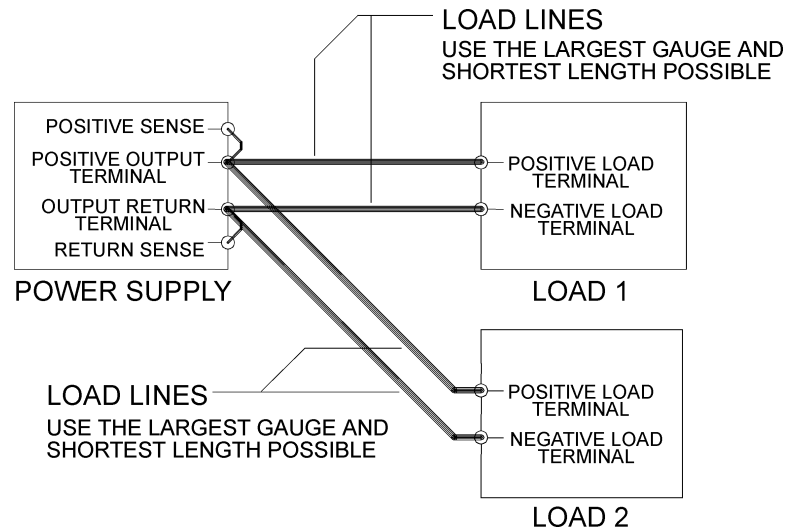 LOAD LINES
USE THE LARGEST GAUGE AND
SHORTEST LENGTH POSSIBLE
POSITIVE SENSE
POSITIVE OUTPUT
TERMINAL
OUTPUT RETURN
TERMINAL
RETURN SENSE
POWER SUPPLY
POSITIVE LOAD
TERMINAL
NEGATIVE LOAD
TERMINAL
LOAD 1
LOAD LINES
USE THE LARGEST GAUGE AND
SHORTEST LENGTH POSSIBLE
POSITIVE LOAD
TERMINAL
NEGATIVE LOAD
TERMINAL
LOAD 2